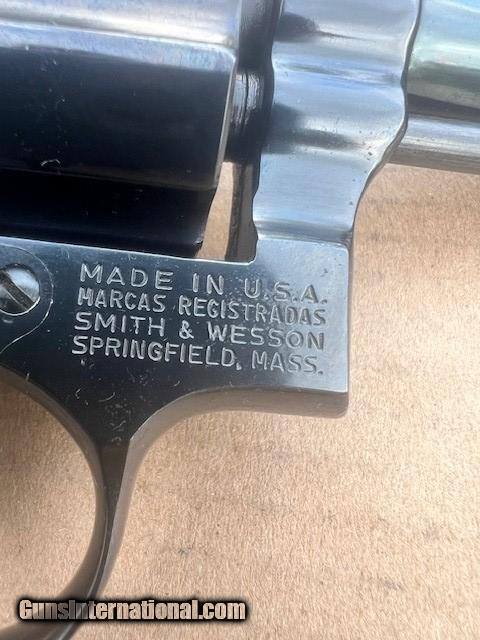 MADE IN U.S.A.
MARCAS REGISTRADAS
SMITH & WESSON
SPRINGFIELD, MASS.
GunsInternational.com